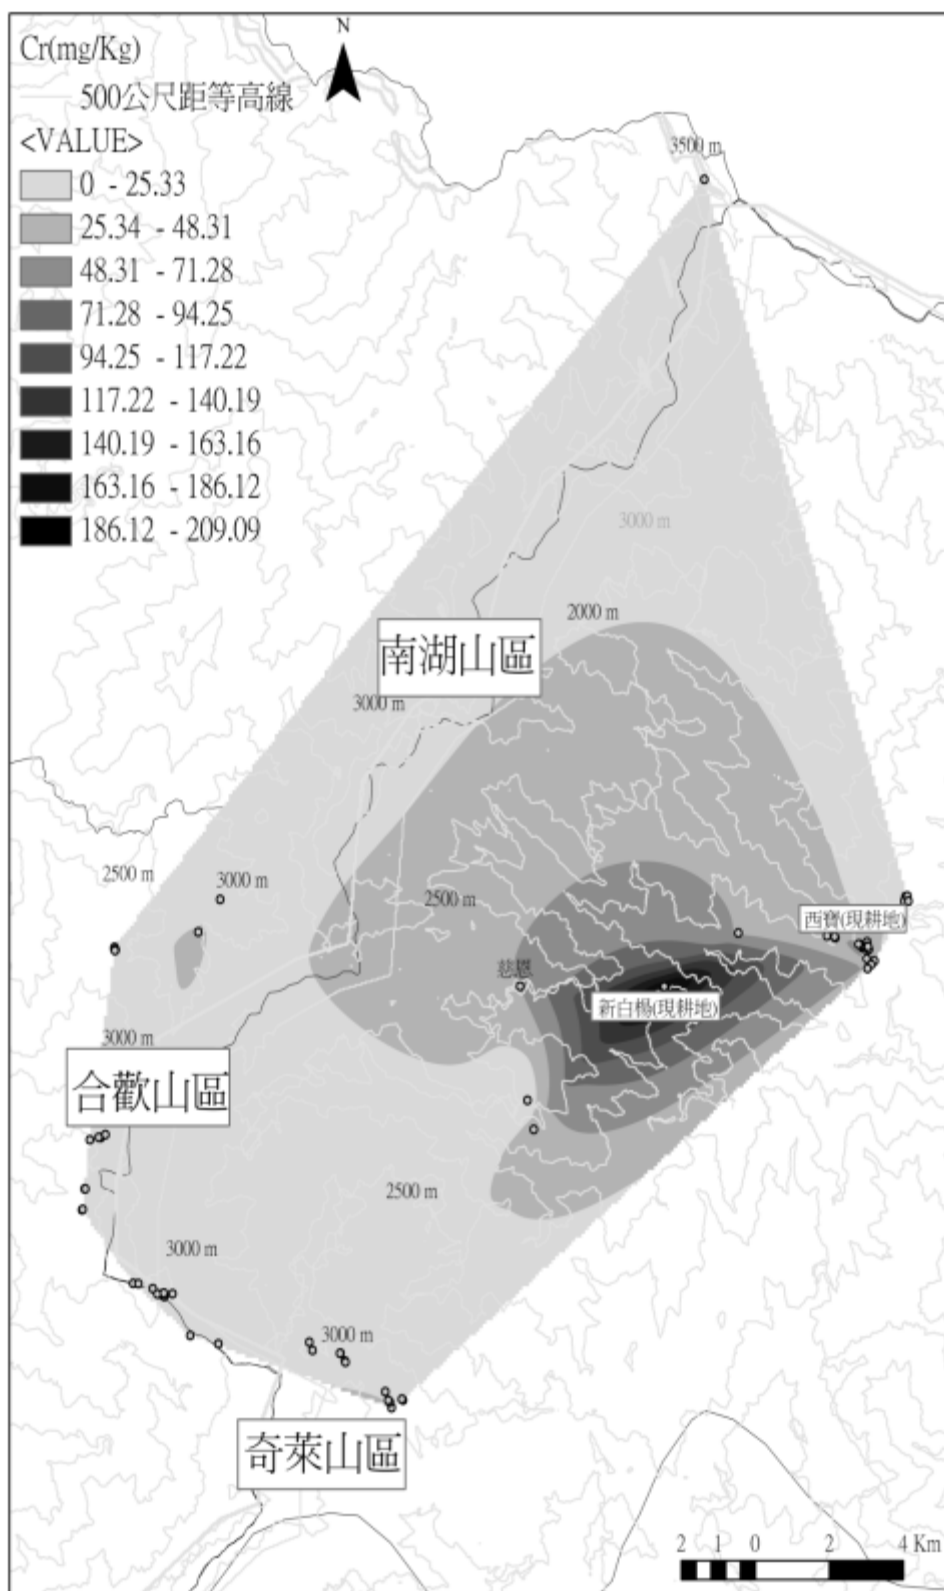 N
Cr(mg/Kg)
500公尺距等高線
<VALUE>
0 - 25.33
25.34 - 48.31
48.31 - 71.28
71.28 - 94.25
94.25 - 117.22
117.22 - 140.19
140.19 - 163.16
163.16 - 186.12
186.12 - 209.09
3500 m
3000 m
2000 m
南湖山區
3000 m
2500 m
3000 m
2500 m
西寶(現耕地)
慈恩
新白楊(現耕地)
3000 m
合歡山區
2500 m
3000 m
3000 m
奇萊山區
2 1 0 2 4 Km